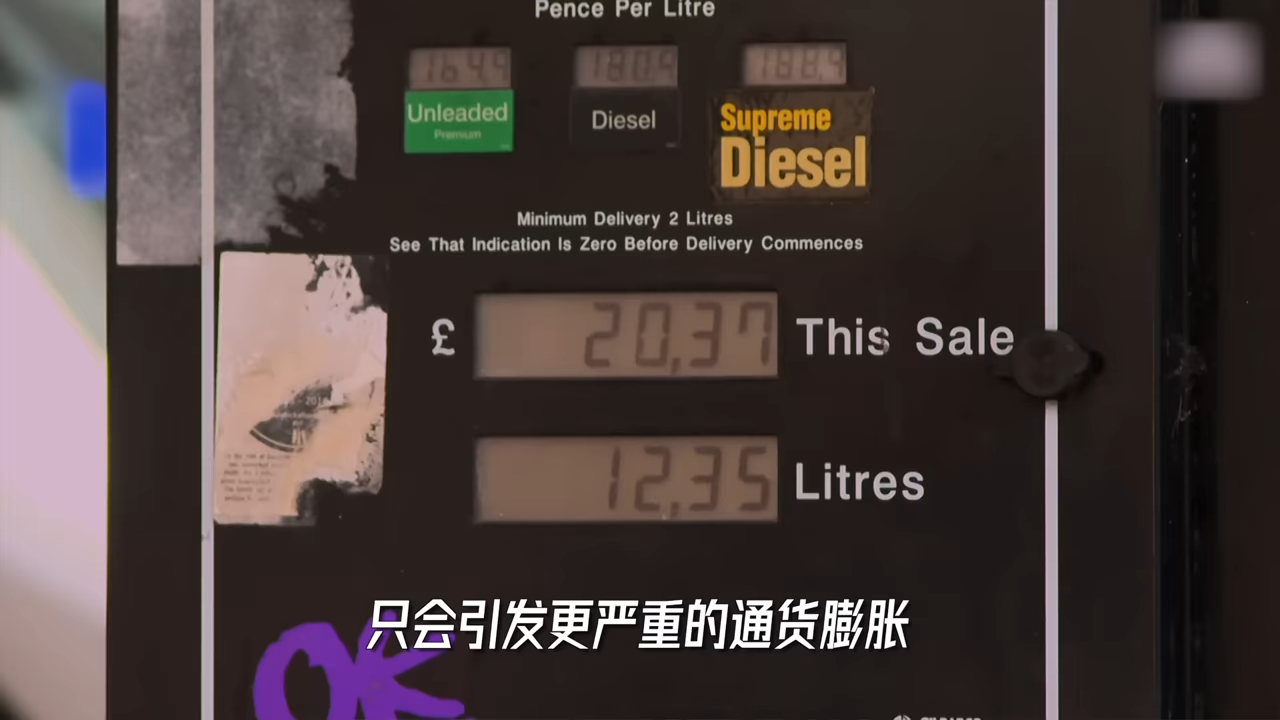 Pence Per Litre
164.9 180.9 188.9
Unleaded
Premium
Diesel
Supreme
Diesel
Minimum Delivery 2 Litres
See That Indication Is Zero Before Delivery Commences
£ 20,37 This Sale
12,35 Litres
只会引发更严重的通货膨胀
OK